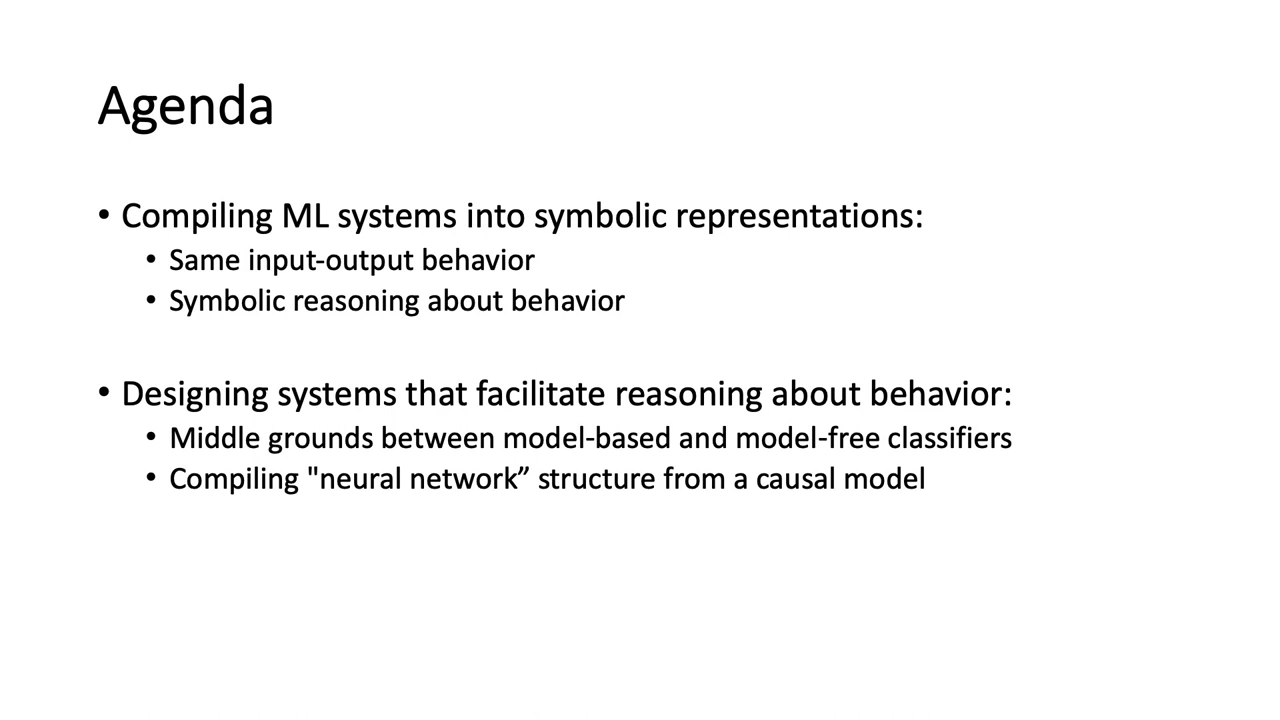 Agenda
• Compiling ML systems into symbolic representations:
• Same input-output behavior
• Symbolic reasoning about behavior
• Designing systems that facilitate reasoning about behavior:
• Middle grounds between model-based and model-free classifiers
• Compiling "neural network” structure from a causal model